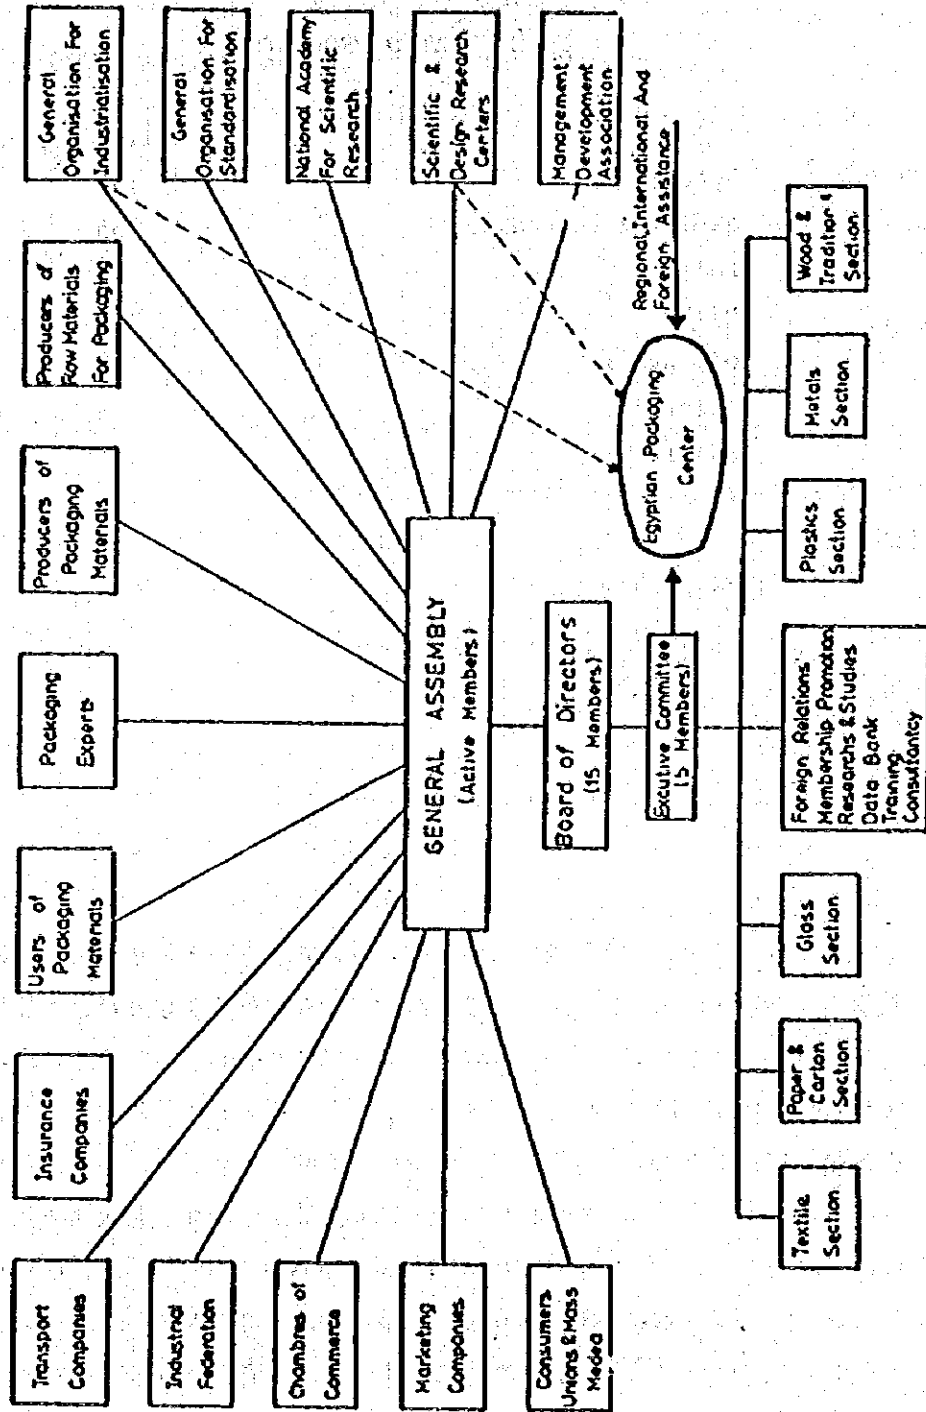 Transport
Companies
Insurance
Companies
Users of
Packaging
Materials
Packaging
Experts
Producers of
Packaging
Materials
Producers of
Row Materials
For Packaging
General
Organisation For
Industrialisation
Industrial
Federation
General
Organisation For
Standardisation
Chambres of
Commerce
National Academy
For Scientific
Research
Marketing
Companies
Scientific &
Design Research
Centers
Consumers
Unions & Mass
Medea
Management
Development
Association
GENERAL ASSEMBLY
(Active Members)
Board of Directors
(15 Members)
Excutive Committee
(5 Members)
Egyptian Packaging
Center
Regional, International And
Foreign Assistance
Textile
Section
Paper &
Carton
Section
Glass
Section
Foreign Relations
Membership Promotion
Researchs & Studies
Data Bank
Training
Consultantcy
Plastics
Section
Metals
Section
Wood &
Section